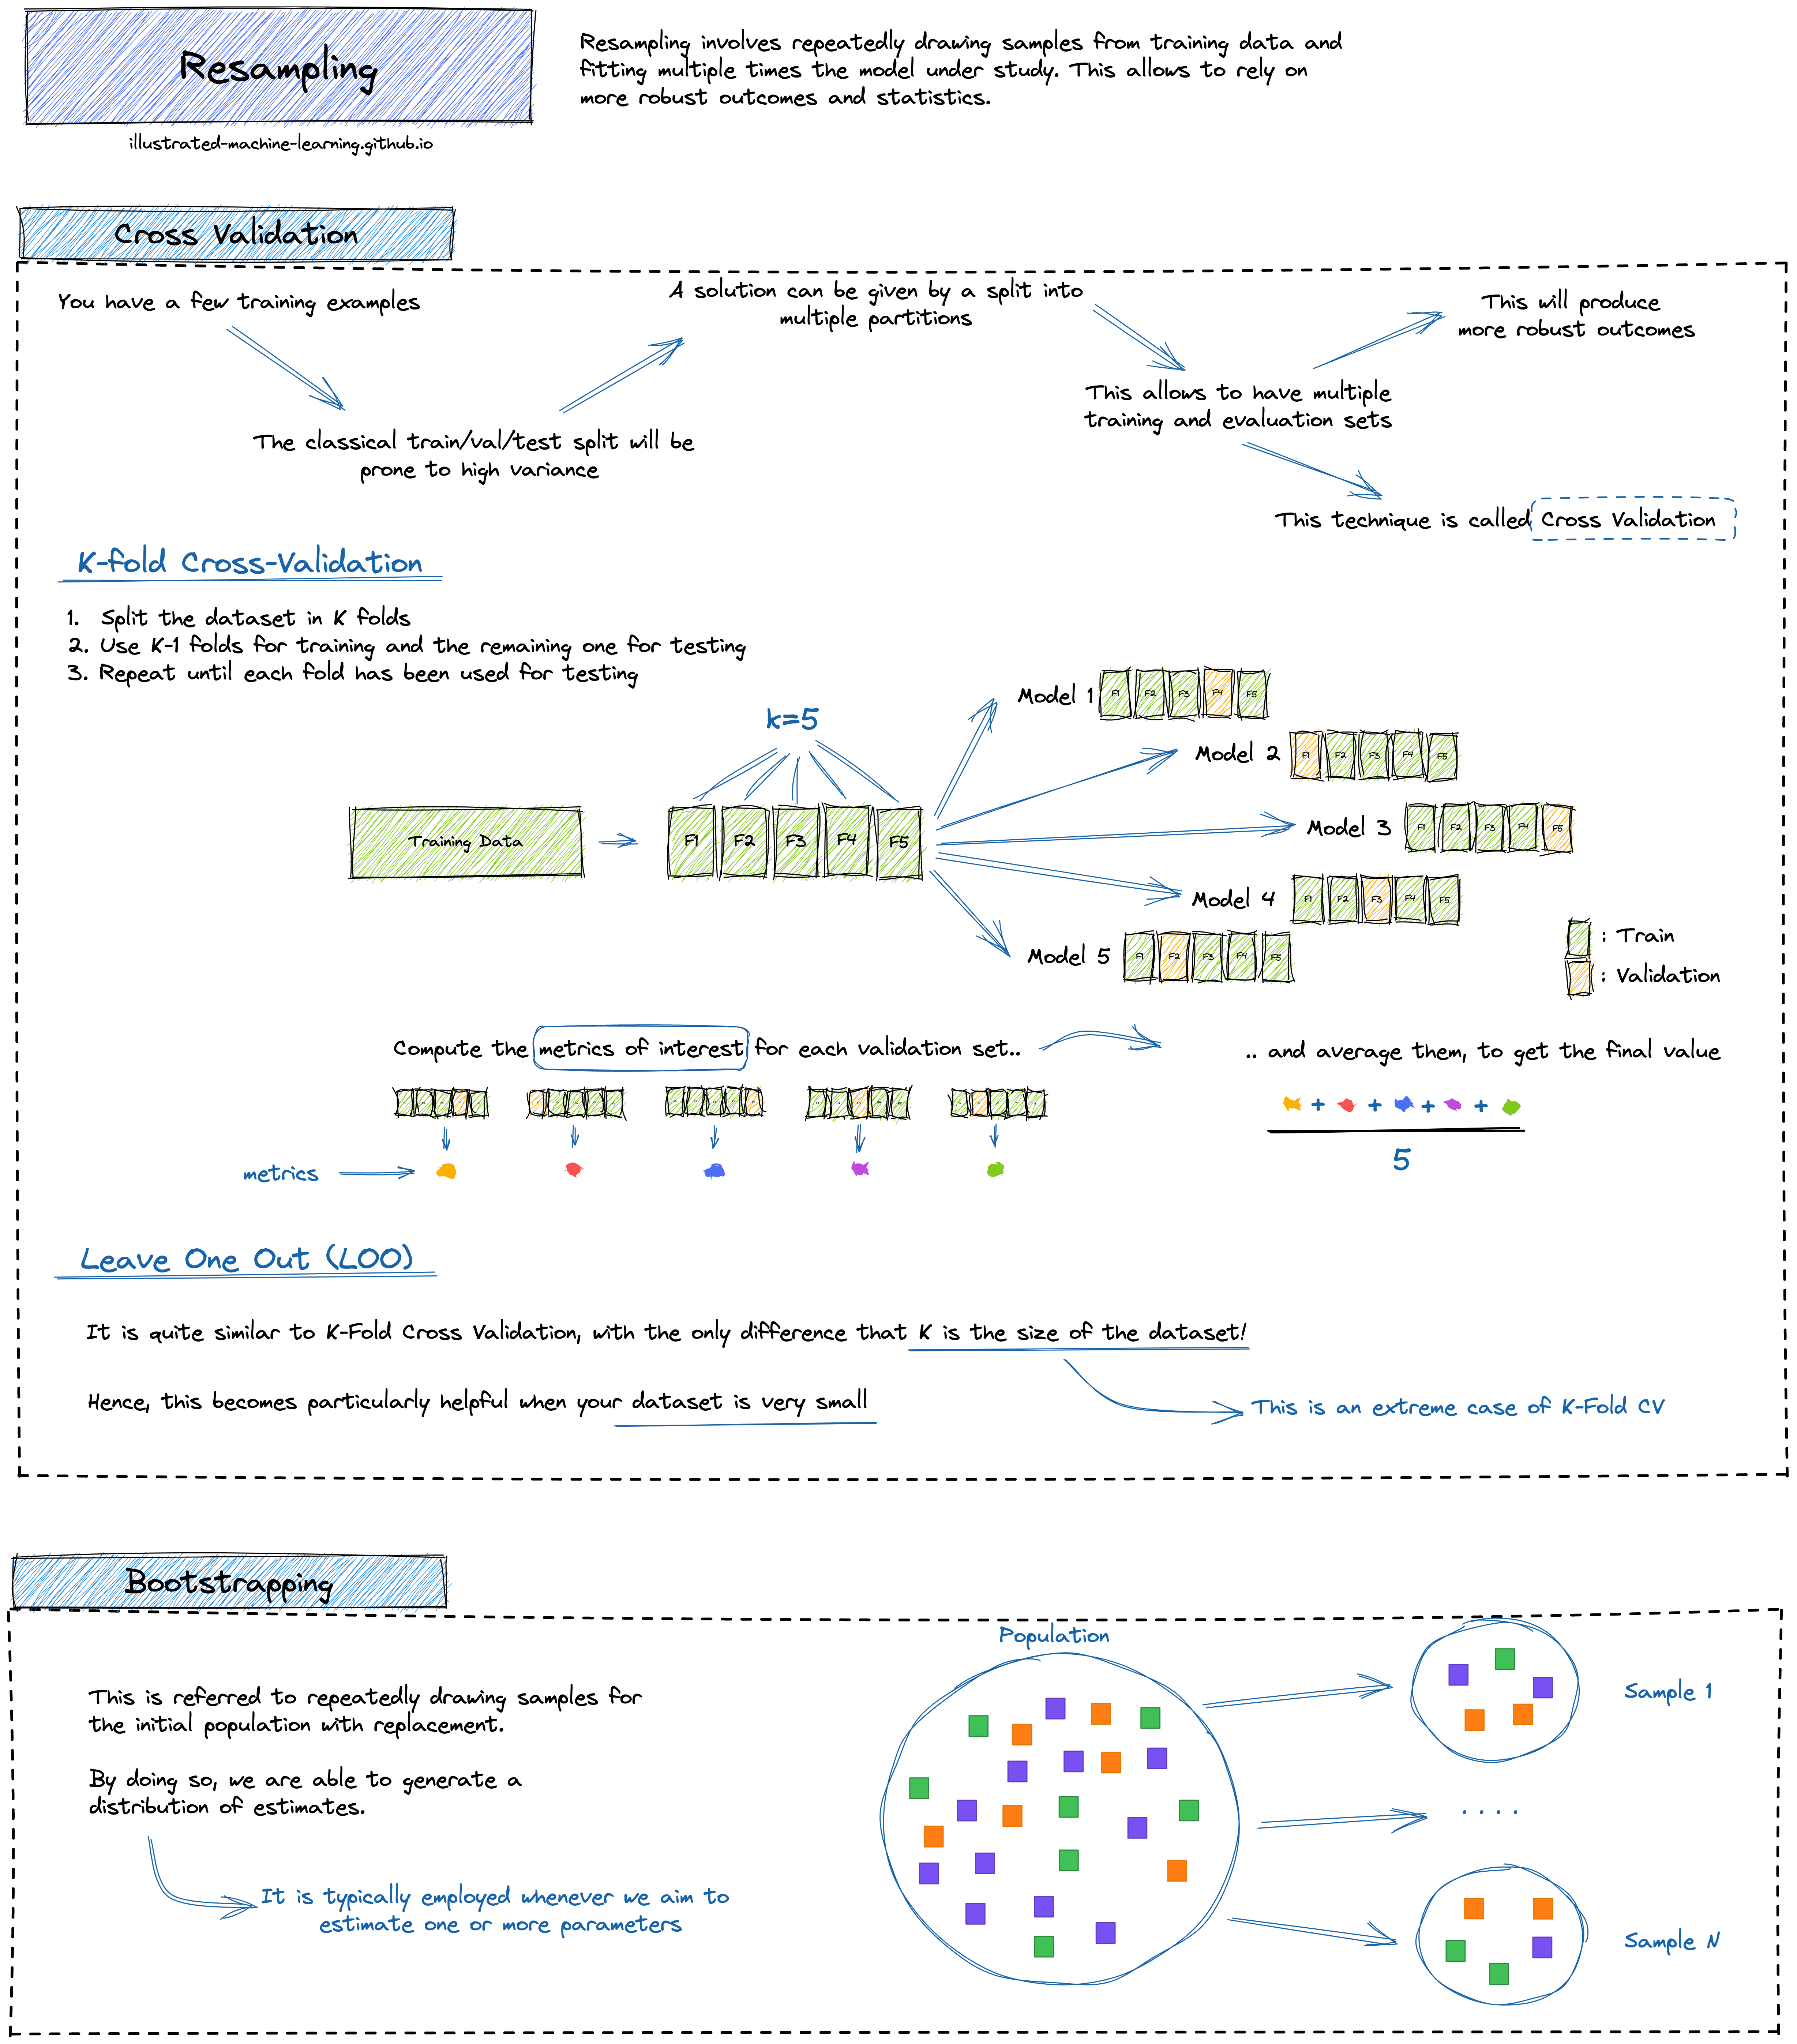 Resampling
illustrated-machine-learning.github.io
Resampling involves repeatedly drawing samples from training data and
fitting multiple times the model under study. This allows to rely on
more robust outcomes and statistics.
Cross Validation
You have a few training examples
The classical train/val/test split will be
prone to high variance
A solution can be given by a split into
multiple partitions
This allows to have multiple
training and evaluation sets
This will produce
more robust outcomes
This technique is called Cross Validation
K-fold Cross-Validation
1. Split the dataset in K folds
2. Use K-1 folds for training and the remaining one for testing
3. Repeat until each fold has been used for testing
k=5
Training Data
F1 F2 F3 F4 F5
Model 1 F1 F2 F3 F4 F5
Model 2 F1 F2 F3 F4 F5
Model 3 F1 F2 F3 F4 F5
Model 4 F1 F2 F3 F4 F5
Model 5 F1 F2 F3 F4 F5
: Train
: Validation
Compute the metrics of interest for each validation set..
.. and average them, to get the final value
metrics
+ + + +
5
Leave One Out (LOO)
It is quite similar to K-Fold Cross Validation, with the only difference that K is the size of the dataset!
Hence, this becomes particularly helpful when your dataset is very small
This is an extreme case of K-Fold CV
Bootstrapping
This is referred to repeatedly drawing samples for
the initial population with replacement.
By doing so, we are able to generate a
distribution of estimates.
It is typically employed whenever we aim to
estimate one or more parameters
Population
Sample 1
. . . .
Sample N